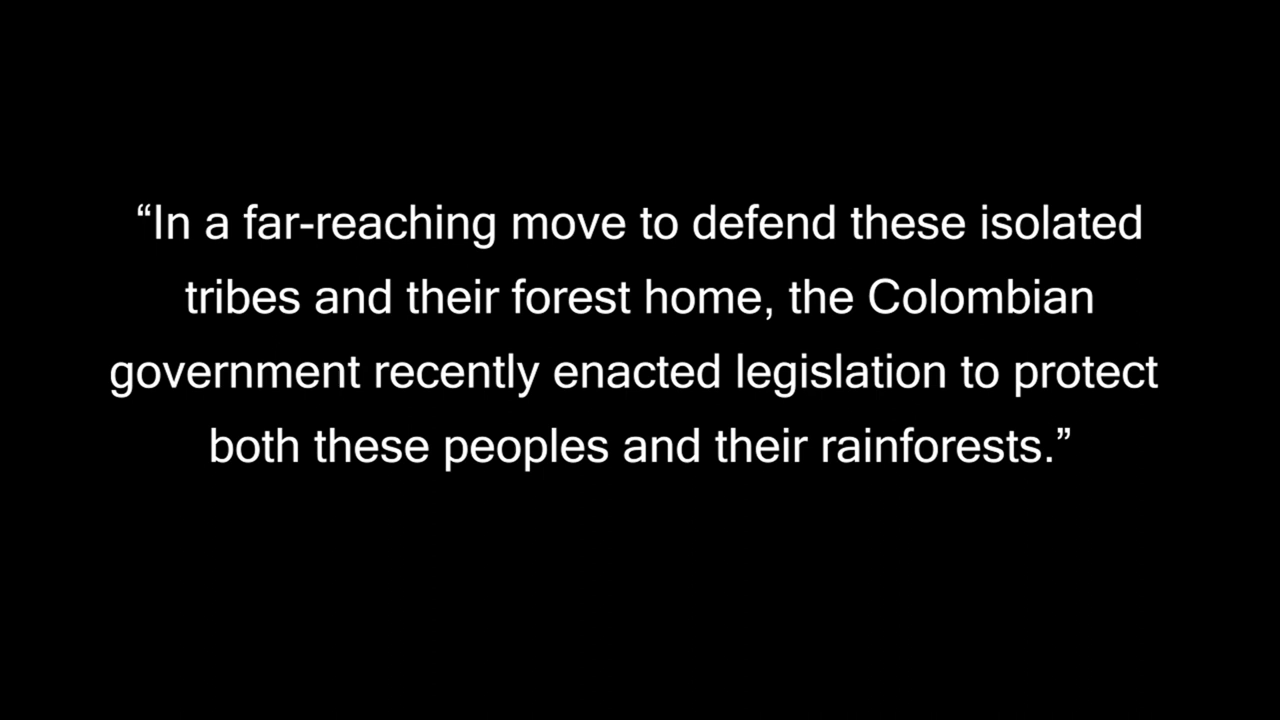 “In a far-reaching move to defend these isolated
tribes and their forest home, the Colombian
government recently enacted legislation to protect
both these peoples and their rainforests.”